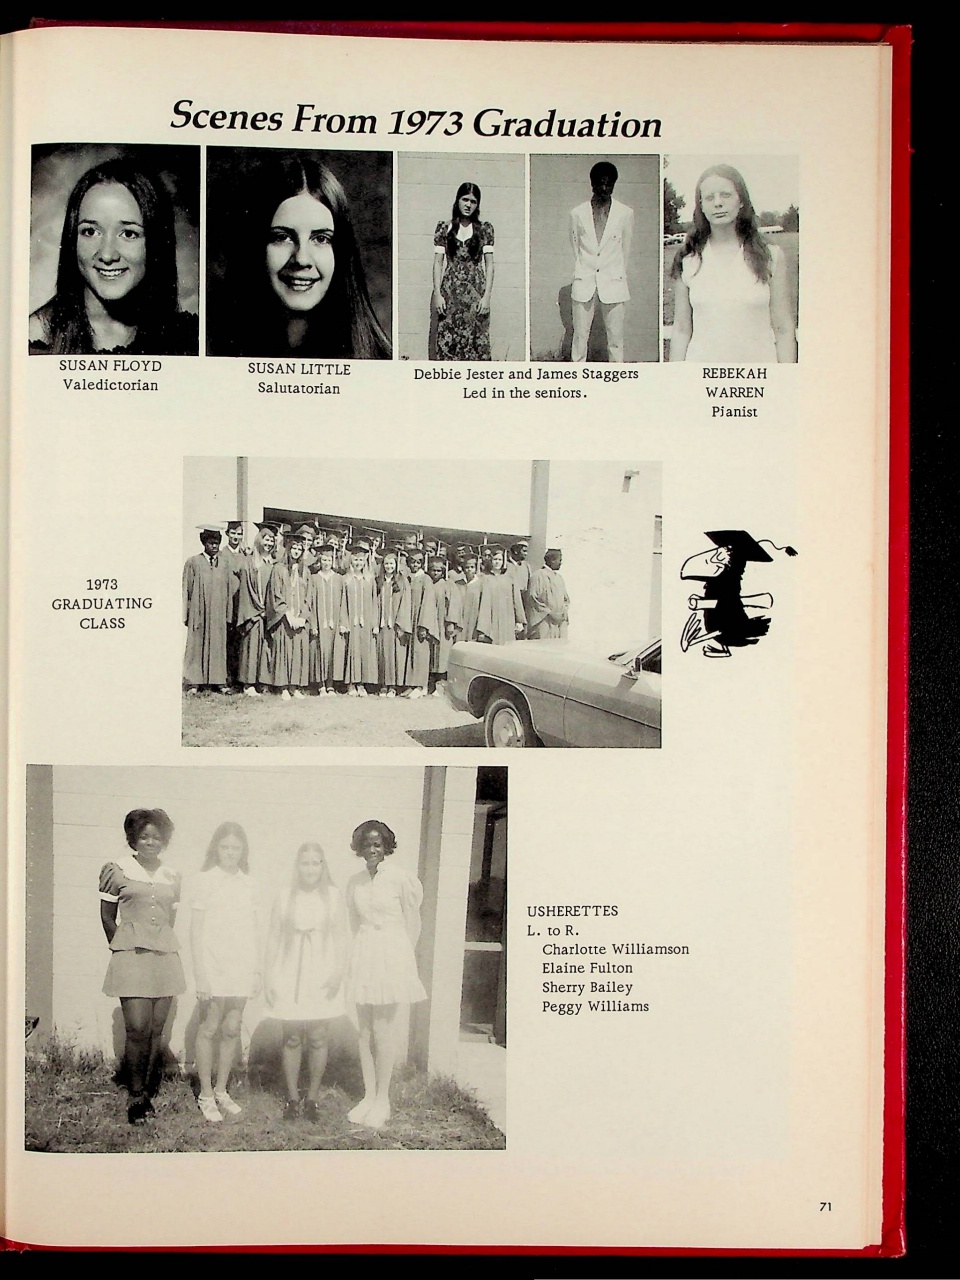 Scenes From 1973 Graduation
SUSAN FLOYD
Valedictorian
SUSAN LITTLE
Salutatorian
Debbie Jester and James Staggers
Led in the seniors.
REBEKAH
WARREN
Pianist
1973
GRADUATING
CLASS
USHERETTES
L. to R.
Charlotte Williamson
Elaine Fulton
Sherry Bailey
Peggy Williams
71